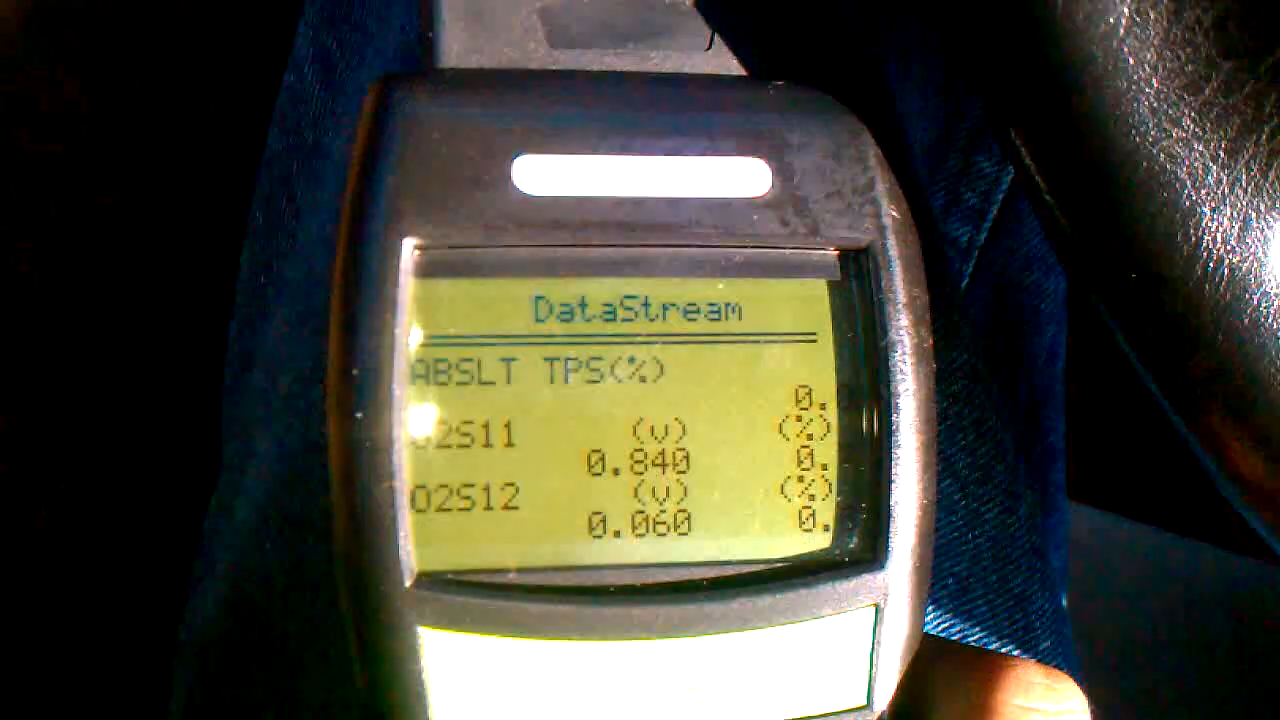 DataStream
ABSLT TPS(%)
0.
O2S11 (v) (%)
0.840 0.
O2S12 (v) (%)
0.060 0.